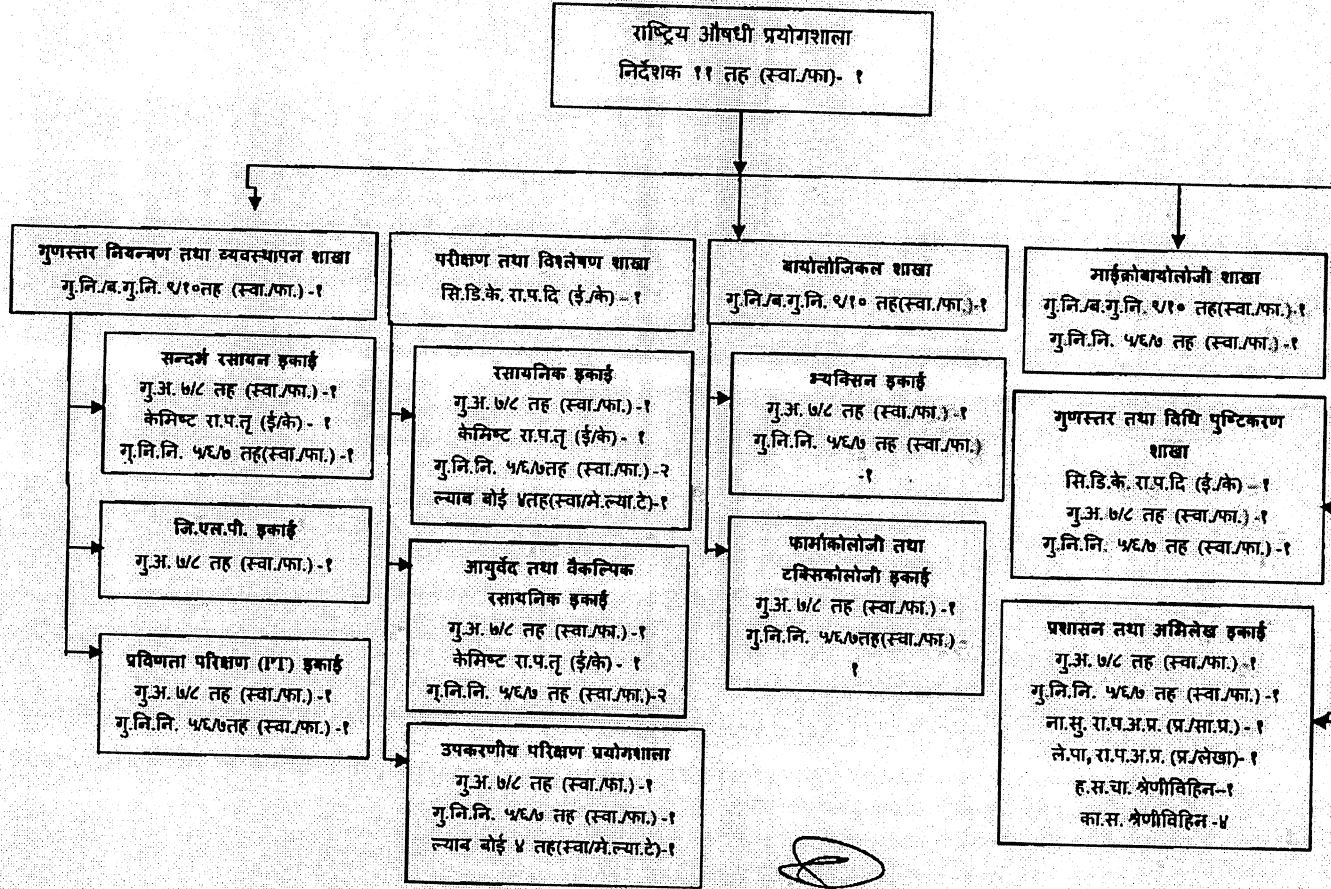 राष्ट्रिय औषधी प्रयोगशाला
निर्देशक ११ तह (स्वा./फा)- १
गुणस्तर नियन्त्रण तथा व्यवस्थापन शाखा
गु.नि./ब.गु.नि. ९/१०तह (स्वा./फा.) -१
सन्दर्भ रसायन इकाई
गु.अ. ७/८ तह (स्वा./फा.) -१
केमिष्ट रा.प.तृ (ई/के) - १
गु.नि.नि. ५/६/७ तह(स्वा./फा.) -१
जि.एल.पी. इकाई
गु.अ. ७/८ तह (स्वा./फा.) -१
प्रविणता परिक्षण (PT) इकाई
गु.अ. ७/८ तह (स्वा./फा.) -१
गु.नि.नि. ५/६/७तह (स्वा./फा.) -१
परीक्षण तथा विश्लेषण शाखा
सि.डि.के. रा.प.दि (ई./के) – १
रसायनिक इकाई
गु.अ. ७/८ तह (स्वा./फा.) -१
केमिष्ट रा.प.तृ (ई/के) - १
गु.नि.नि. ५/६/७तह (स्वा./फा.) -२
ल्याब बोई ४तह(स्वा/मे.ल्या.टे)-१
आयुर्वेद तथा वैकल्पिक
रसायनिक इकाई
गु.अ. ७/८ तह (स्वा./फा.) -१
केमिष्ट रा.प.तृ (ई/के) - १
गु.नि.नि. ५/६/७ तह (स्वा./फा.)-२
उपकरणीय परिक्षण प्रयोगशाला
गु.अ. ७/८ तह (स्वा./फा.) -१
गु.नि.नि. ५/६/७ तह (स्वा./फा.) -१
ल्याब बोई ४ तह(स्वा/मे.ल्या.टे)-१
बायोलोजिकल शाखा
गु.नि./ब.गु.नि. ९/१० तह(स्वा./फा.)-१
भ्यक्सिन इकाई
गु.अ. ७/८ तह (स्वा./फा.) -१
गु.नि.नि. ५/६/७ तह (स्वा./फा.)
-१
फार्माकोलोजी तथा
टक्सिकोलोजी इकाई
गु.अ. ७/८ तह (स्वा./फा.) -१
गु.नि.नि. ५/६/७तह(स्वा./फा.) -
१
माईक्रोबायोलोजी शाखा
गु.नि./ब.गु.नि. ९/१० तह(स्वा./फा.)-१
गु.नि.नि. ५/६/७ तह (स्वा./फा.) -१
गुणस्तर तथा विधि पुष्टिकरण
शाखा
सि.डि.के. रा.प.दि (ई./के) – १
गु.अ. ७/८ तह (स्वा./फा.) -१
गु.नि.नि. ५/६/७ तह (स्वा./फा.) -१
प्रशासन तथा अभिलेख इकाई
गु.अ. ७/८ तह (स्वा./फा.) -१
गु.नि.नि. ५/६/७ तह (स्वा./फा.) -१
ना.सु. रा.प.अ.प्र. (प्र./सा.प्र.) - १
ले.पा, रा.प.अ.प्र. (प्र./लेखा)- १
ह.स.चा. श्रेणीविहिन–१
का.स. श्रेणीविहिन -४